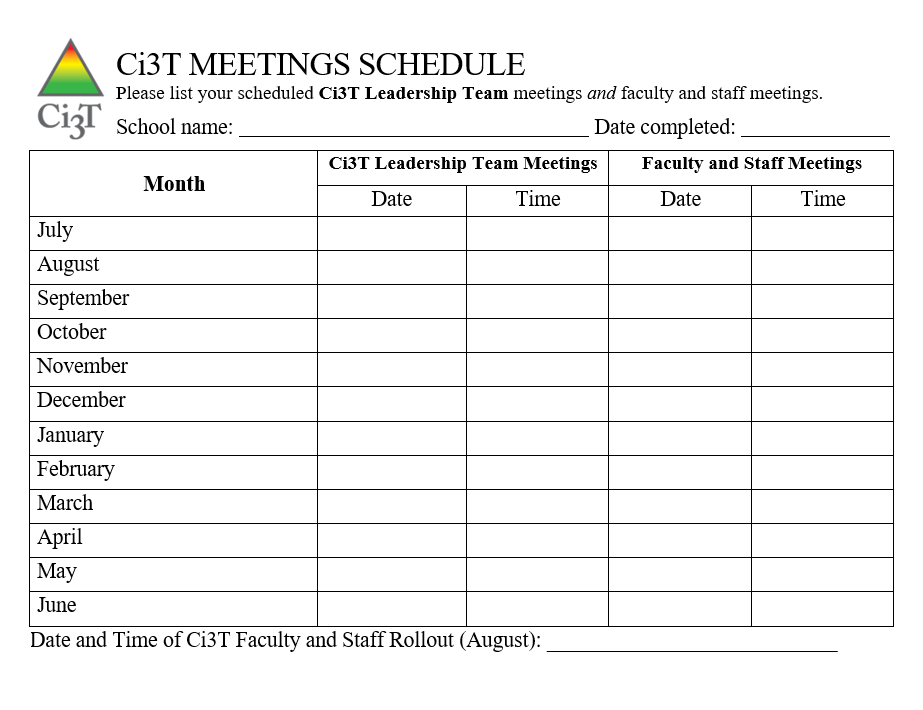 Ci3T MEETINGS SCHEDULE
Please list your scheduled Ci3T Leadership Team meetings and faculty and staff meetings.
Ci3T
School name: ________________________________ Date completed: ______________
Month
Ci3T Leadership Team Meetings Faculty and Staff Meetings
Date Time Date Time
July
August
September
October
November
December
January
February
March
April
May
June
Date and Time of Ci3T Faculty and Staff Rollout (August): ___________________________